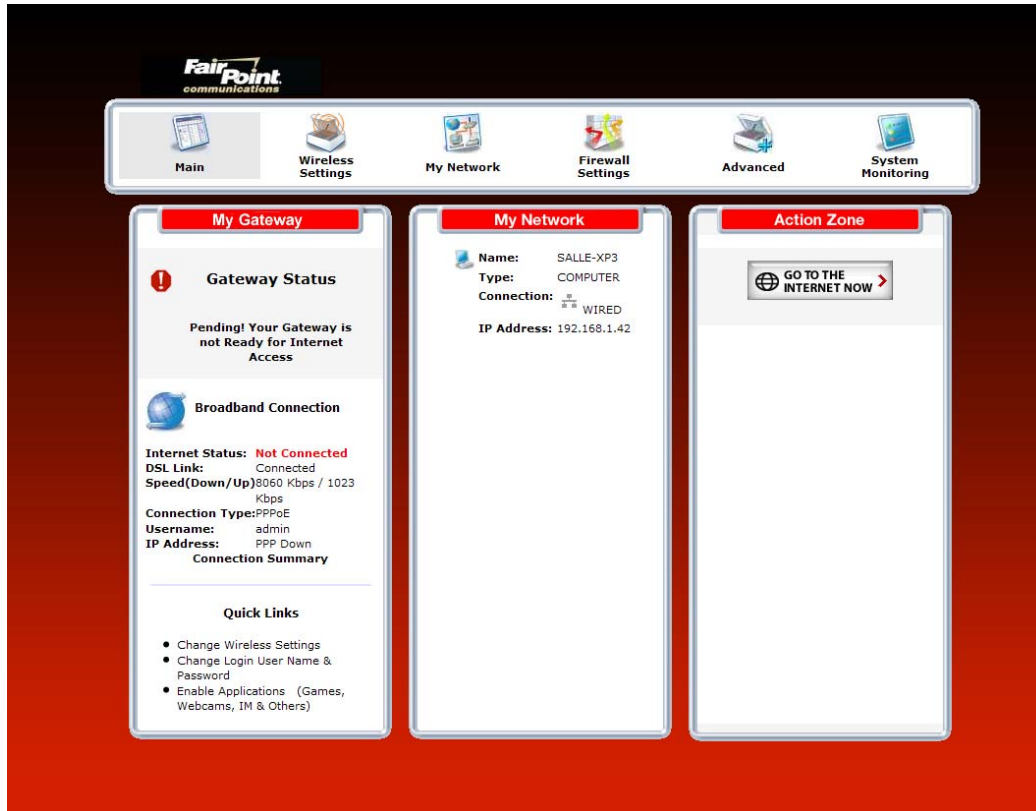 Fair
Point.
communications
Main
Wireless
Settings
My Network
Firewall
Settings
Advanced
System
Monitoring
My Gateway
Gateway Status
Pending! Your Gateway is
not Ready for Internet
Access
Broadband Connection
Internet Status: Not Connected
DSL Link: Connected
Speed(Down/Up)8060 Kbps / 1023
Kbps
Connection Type:PPPoE
Username: admin
IP Address: PPP Down
Connection Summary
Quick Links
Change Wireless Settings
Change Login User Name &
Password
Enable Applications (Games,
Webcams, IM & Others)
My Network
Name: SALLE-XP3
Type: COMPUTER
Connection:
WIRED
IP Address: 192.168.1.42
Action Zone
GO TO THE
INTERNET NOW